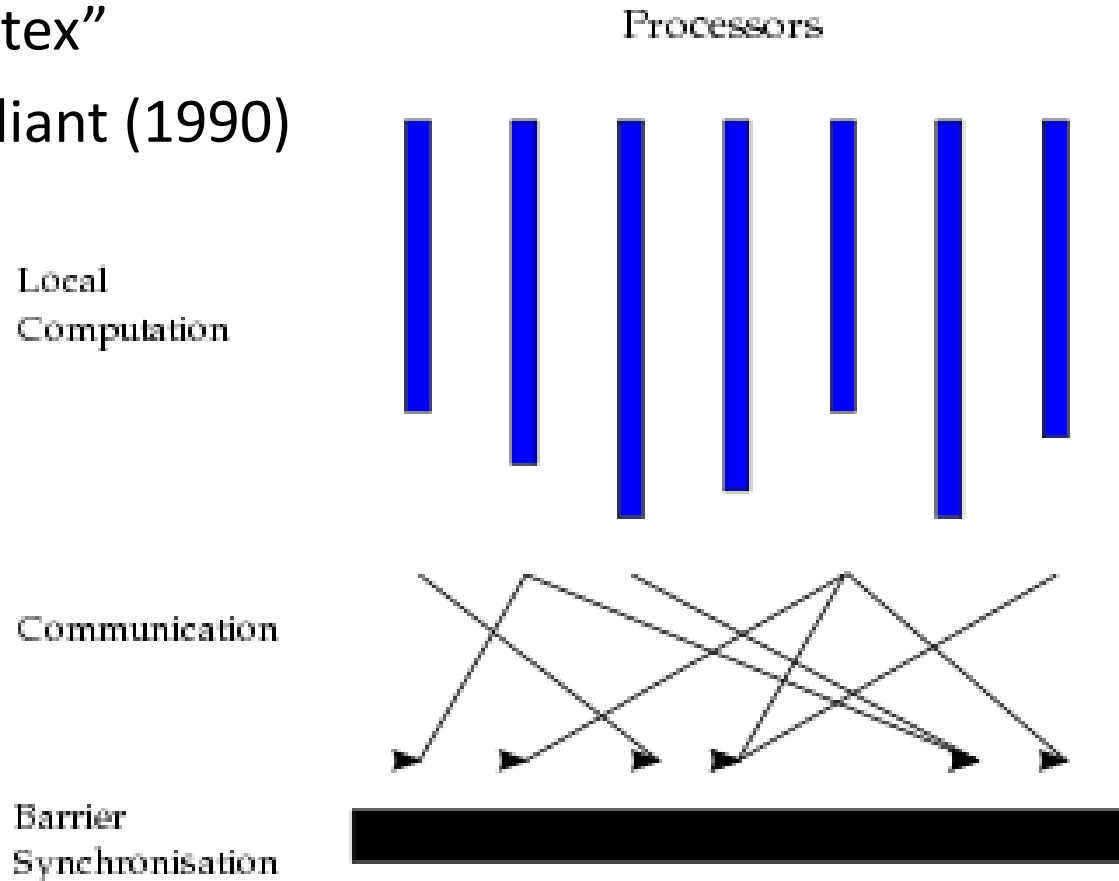 tex”
liant (1990)
Processors
Local
Computation
Communication
Barrier
Synchronisation